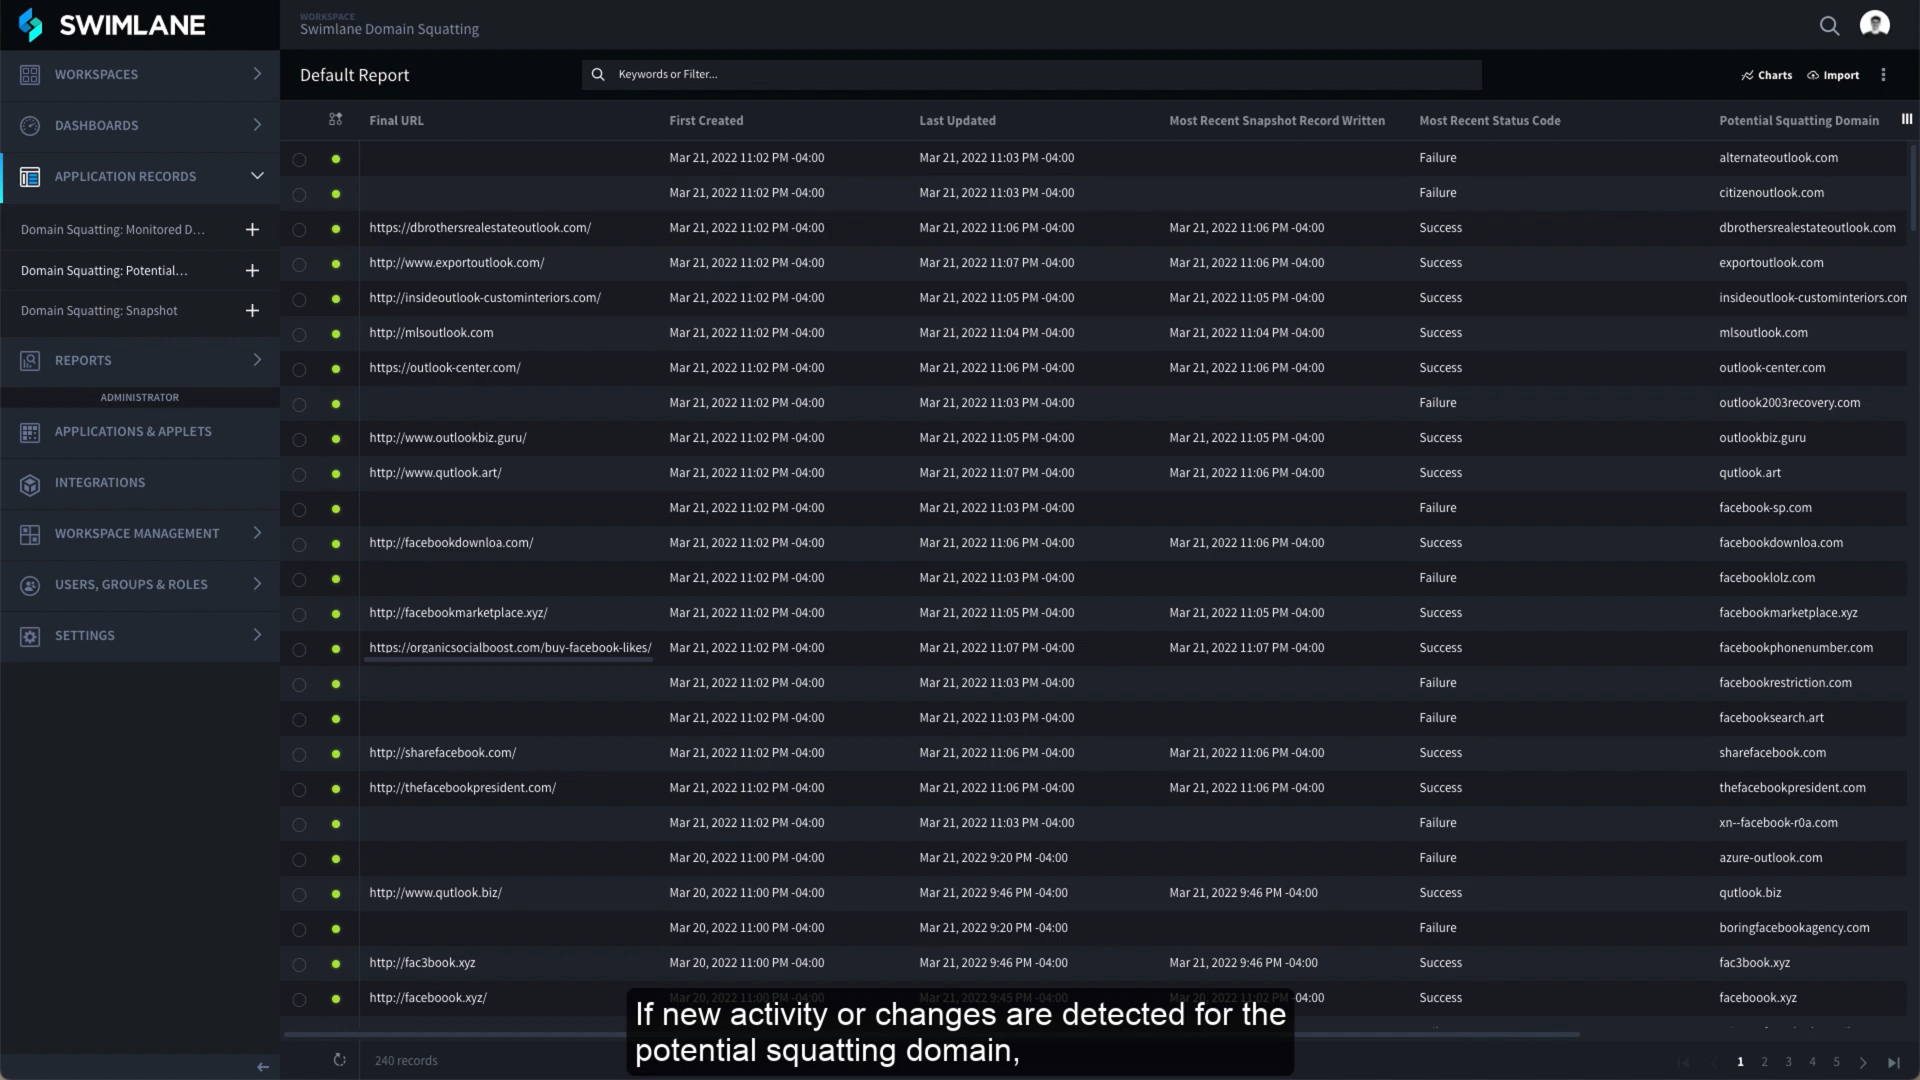 SWIMLANE
WORKSPACE
Swimlane Domain Squatting
WORKSPACES
DASHBOARDS
APPLICATION RECORDS
Domain Squatting: Monitored D...
Domain Squatting: Potential...
Domain Squatting: Snapshot
REPORTS
ADMINISTRATOR
APPLICATIONS & APPLETS
INTEGRATIONS
WORKSPACE MANAGEMENT
USERS, GROUPS & ROLES
SETTINGS
Default Report
Keywords or Filter...
Charts
Import
Final URL First Created Last Updated Most Recent Snapshot Record Written Most Recent Status Code Potential Squatting Domain
Mar 21, 2022 11:02 PM -04:00 Mar 21, 2022 11:03 PM -04:00 Failure alternateoutlook.com
Mar 21, 2022 11:02 PM -04:00 Mar 21, 2022 11:03 PM -04:00 Failure citizenoutlook.com
https://dbrothersrealestateoutlook.com/ Mar 21, 2022 11:02 PM -04:00 Mar 21, 2022 11:06 PM -04:00 Mar 21, 2022 11:06 PM -04:00 Success dbrothersrealestateoutlook.com
http://www.exportoutlook.com/ Mar 21, 2022 11:02 PM -04:00 Mar 21, 2022 11:07 PM -04:00 Mar 21, 2022 11:06 PM -04:00 Success exportoutlook.com
http://insideoutlook-custominteriors.com/ Mar 21, 2022 11:02 PM -04:00 Mar 21, 2022 11:05 PM -04:00 Mar 21, 2022 11:05 PM -04:00 Success insideoutlook-custominteriors.com
http://mlsoutlook.com Mar 21, 2022 11:02 PM -04:00 Mar 21, 2022 11:04 PM -04:00 Mar 21, 2022 11:04 PM -04:00 Success mlsoutlook.com
https://outlook-center.com/ Mar 21, 2022 11:02 PM -04:00 Mar 21, 2022 11:06 PM -04:00 Mar 21, 2022 11:06 PM -04:00 Success outlook-center.com
Mar 21, 2022 11:02 PM -04:00 Mar 21, 2022 11:03 PM -04:00 Failure outlook2003recovery.com
http://www.outlookbiz.guru/ Mar 21, 2022 11:02 PM -04:00 Mar 21, 2022 11:05 PM -04:00 Mar 21, 2022 11:05 PM -04:00 Success outlookbiz.guru
http://www.qutlook.art/ Mar 21, 2022 11:02 PM -04:00 Mar 21, 2022 11:07 PM -04:00 Mar 21, 2022 11:06 PM -04:00 Success qutlook.art
Mar 21, 2022 11:02 PM -04:00 Mar 21, 2022 11:03 PM -04:00 Failure facebook-sp.com
http://facebookdownloa.com/ Mar 21, 2022 11:02 PM -04:00 Mar 21, 2022 11:06 PM -04:00 Mar 21, 2022 11:06 PM -04:00 Success facebookdownloa.com
Mar 21, 2022 11:02 PM -04:00 Mar 21, 2022 11:03 PM -04:00 Failure facebooklolz.com
http://facebookmarketplace.xyz/ Mar 21, 2022 11:02 PM -04:00 Mar 21, 2022 11:05 PM -04:00 Mar 21, 2022 11:05 PM -04:00 Success facebookmarketplace.xyz
https://organicsocialboost.com/buy-facebook-likes/ Mar 21, 2022 11:02 PM -04:00 Mar 21, 2022 11:07 PM -04:00 Mar 21, 2022 11:07 PM -04:00 Success facebookphonenumber.com
Mar 21, 2022 11:02 PM -04:00 Mar 21, 2022 11:03 PM -04:00 Failure facebookrestriction.com
Mar 21, 2022 11:02 PM -04:00 Mar 21, 2022 11:03 PM -04:00 Failure facebooksearch.art
http://sharefacebook.com/ Mar 21, 2022 11:02 PM -04:00 Mar 21, 2022 11:06 PM -04:00 Mar 21, 2022 11:06 PM -04:00 Success sharefacebook.com
http://thefacebookpresident.com/ Mar 21, 2022 11:02 PM -04:00 Mar 21, 2022 11:06 PM -04:00 Mar 21, 2022 11:06 PM -04:00 Success thefacebookpresident.com
Mar 21, 2022 11:02 PM -04:00 Mar 21, 2022 11:03 PM -04:00 Failure xn--facebook-r0a.com
Mar 20, 2022 11:00 PM -04:00 Mar 21, 2022 9:20 PM -04:00 Failure azure-outlook.com
http://www.qutlook.biz/ Mar 20, 2022 11:00 PM -04:00 Mar 21, 2022 9:46 PM -04:00 Mar 21, 2022 9:46 PM -04:00 Success qutlook.biz
Mar 20, 2022 11:00 PM -04:00 Mar 21, 2022 9:20 PM -04:00 Failure boringfacebookagency.com
http://fac3book.xyz Mar 20, 2022 11:00 PM -04:00 Mar 21, 2022 9:46 PM -04:00 Mar 21, 2022 9:46 PM -04:00 Success fac3book.xyz
http://faceboook.xyz/ Mar 20, 2022 11:00 PM -04:00 Mar 21, 2022 9:45 PM -04:00 Mar 20, 2022 11:02 PM -04:00 Success faceboook.xyz
If new activity or changes are detected for the
potential squatting domain,
240 records
1 2 3 4 5